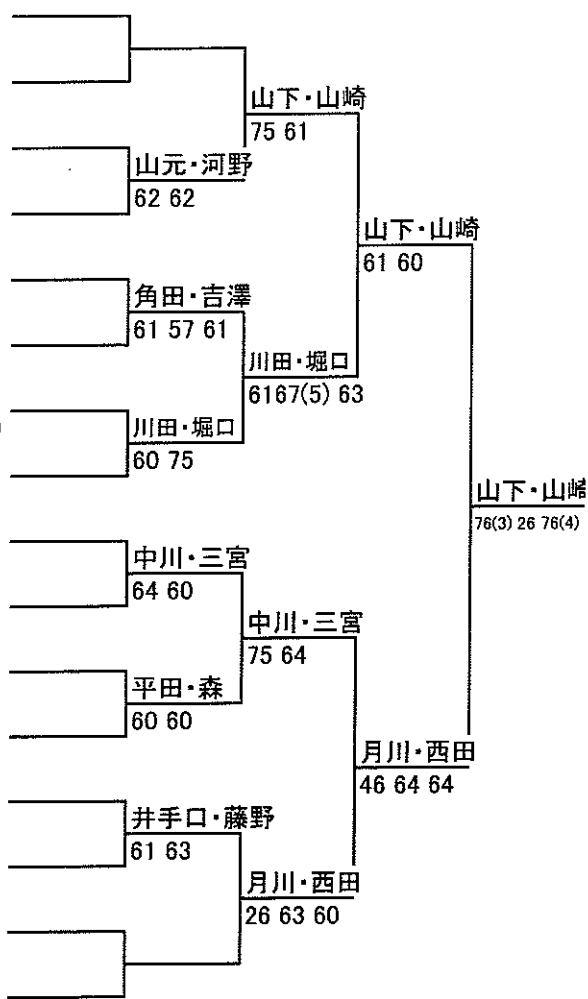 山下・山崎
75 61
山元・河野
62 62
山下・山崎
61 60
角田・吉澤
61 57 61
川田・堀口
6167(5) 63
川田・堀口
60 75
山下・山崎
76(3) 26 76(4)
中川・三宮
64 60
中川・三宮
75 64
平田・森
60 60
月川・西田
46 64 64
井手口・藤野
61 63
月川・西田
26 63 60